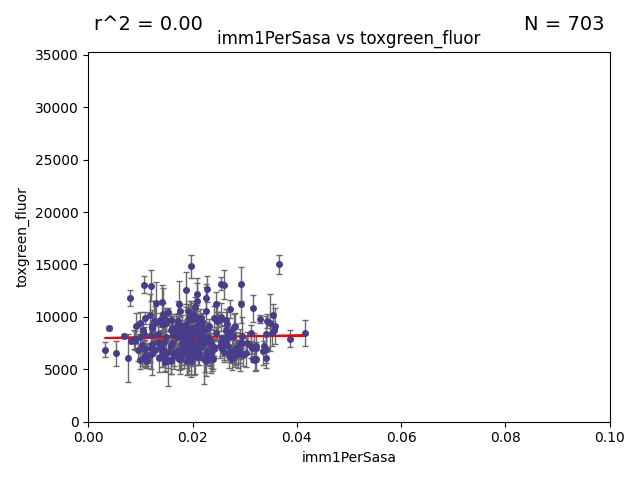 r^2 = 0.00
N = 703
imm1PerSasa vs toxgreen_fluor
35000
30000
25000
20000
15000
10000
5000
0
toxgreen_fluor
0.00
0.02
0.04
0.06
0.08
0.10
imm1PerSasa